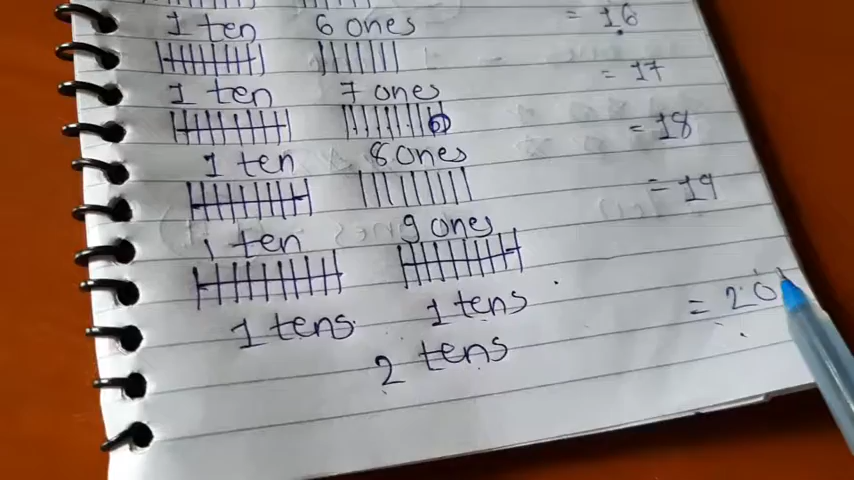 1 ten 6 ones = 16
1 ten 7 ones = 17
1 ten 8 ones = 18
1 ten 9 ones = 19
1 tens 1 tens
2 tens = 20